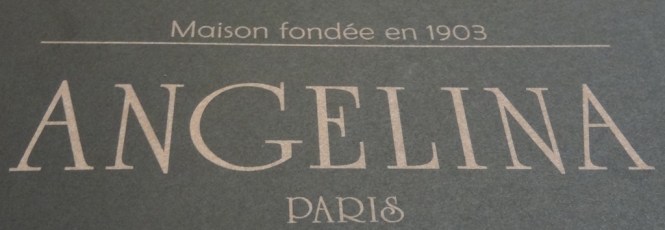 Maison fondée en 1903
ANGELINA
PARIS